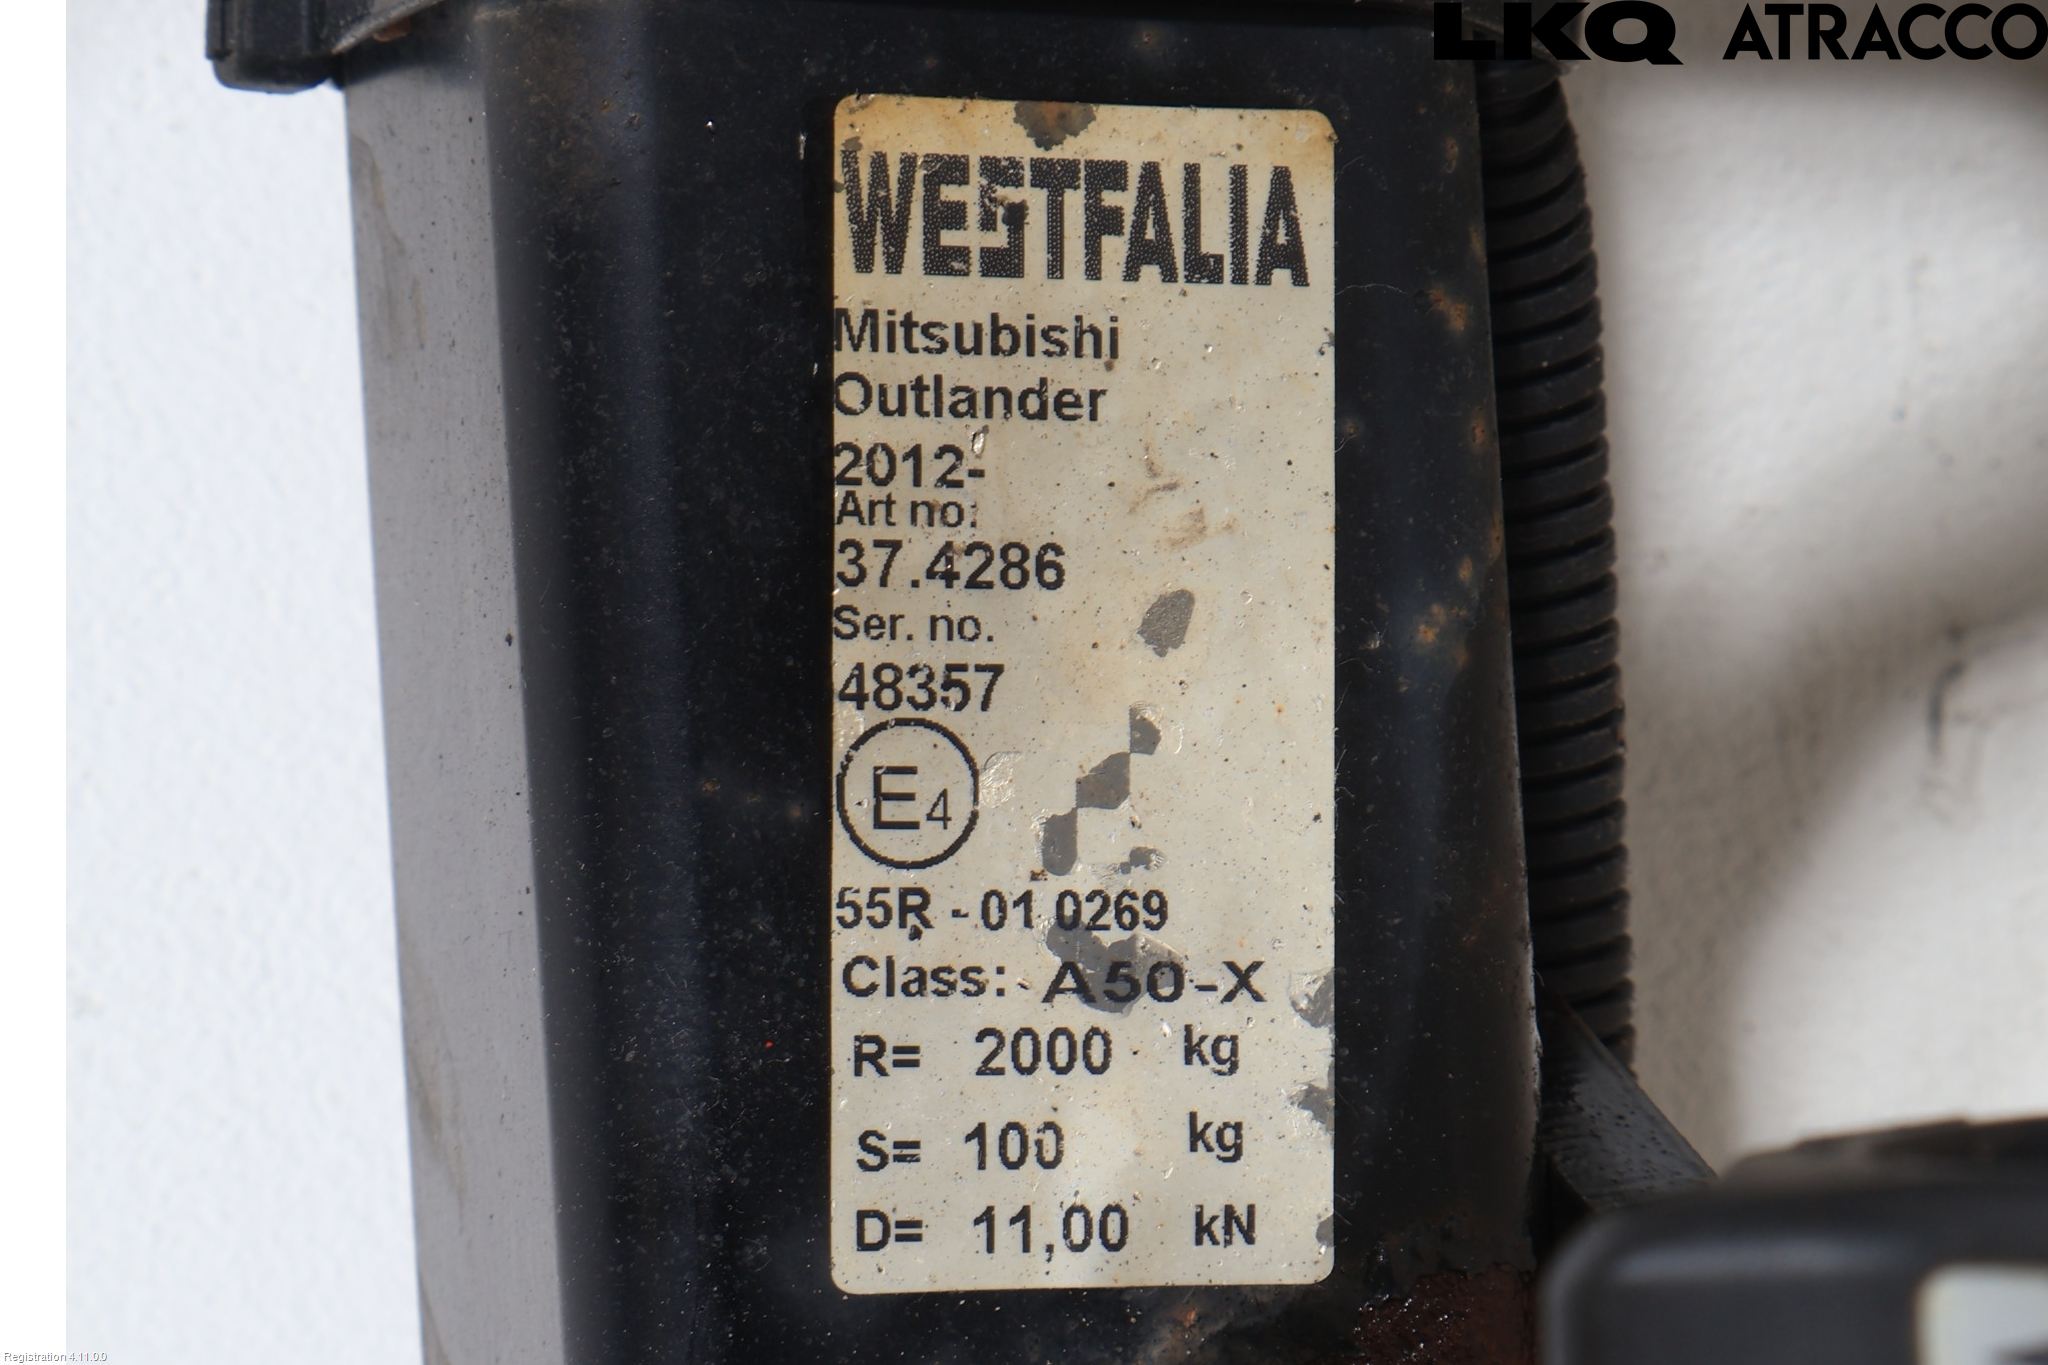 LKQ ATRACCO
WESTFALIA
Mitsubishi
Outlander
2012-
Art no:
37.4286
Ser. no.
48357
E4
55R - 01 0269
Class: A50-X
R= 2000 kg
S= 100 kg
D= 11,00 kN
Registration 4.11.0.0